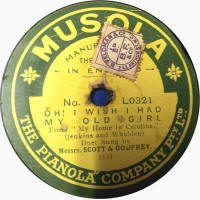 MUSOLA
MANUFACTURED
IN EN
No. L0321
OH! I WISH I HAD
MY OLD GIRL
From "My Home in Carolina,"
(Jenkins and Whidden)
Duet Sung by
Messrs. SCOTT & GODFREY.
THE PIANOLA COMPANY PTY LTD